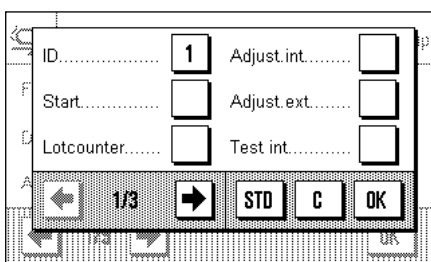 ID................ 1 Adjust.int....
Start................ Adjust.ext.....
Lotcounter....... Test int............
1/3 STD C OK